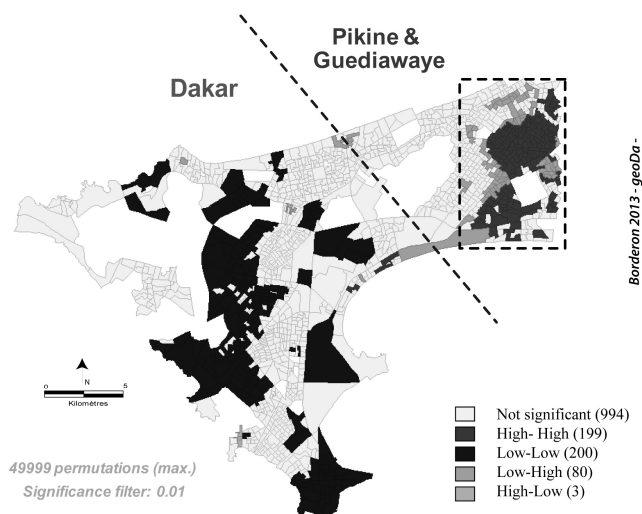 Pikine &
Guediawaye
Dakar
Borderon 2013 - geoDa -
N
0 5
Kilomètres
Not significant (994)
High- High (199)
Low-Low (200)
Low-High (80)
High-Low (3)
49999 permutations (max.)
Significance filter: 0.01